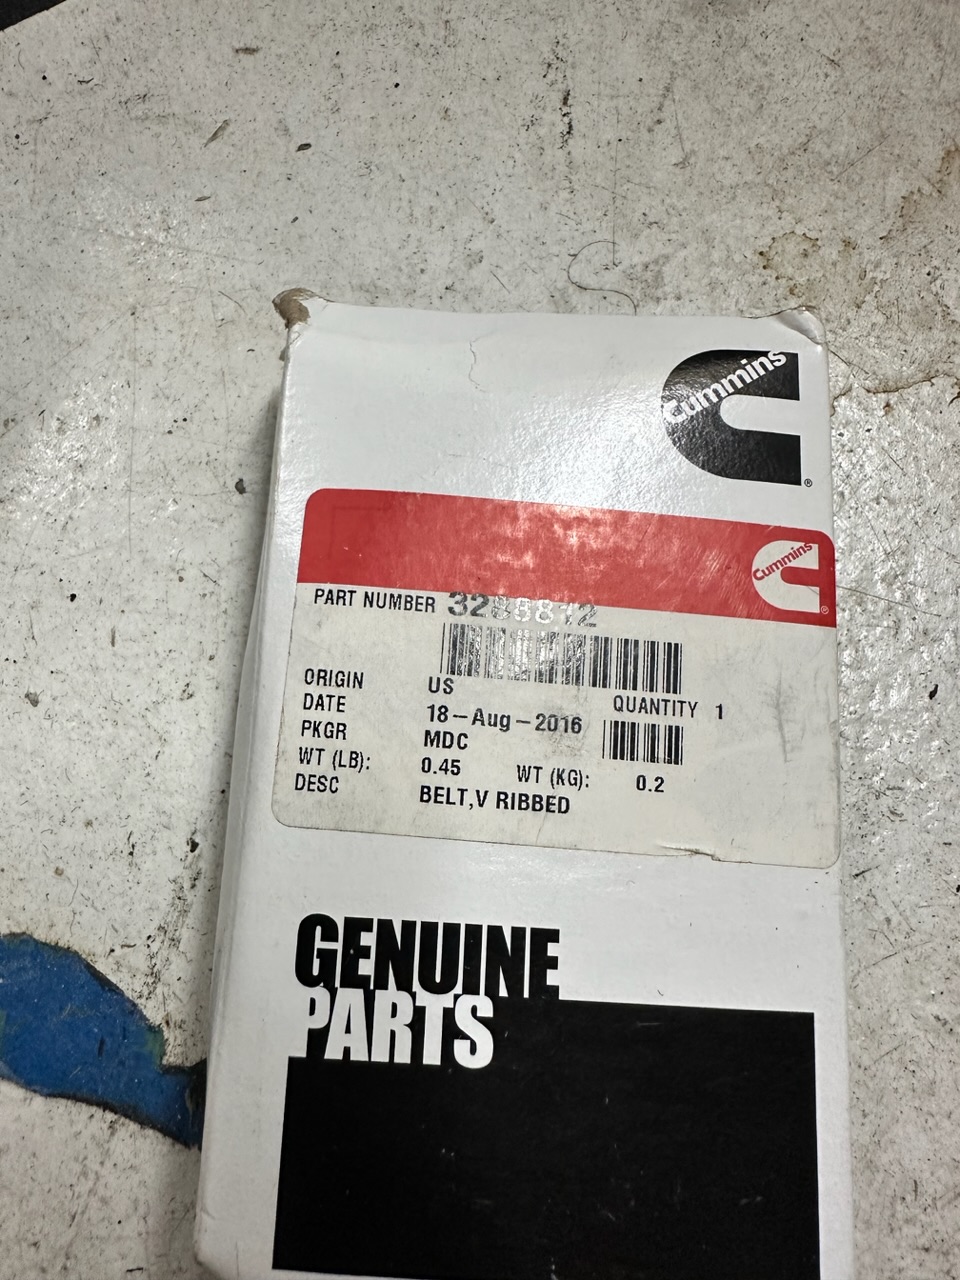 Cummins
®
Cummins
®
PART NUMBER 3288812
ORIGIN US QUANTITY 1
DATE 18-Aug-2016
PKGR MDC
WT (LB): 0.45 WT (KG): 0.2
DESC BELT,V RIBBED
GENUINE
PARTS